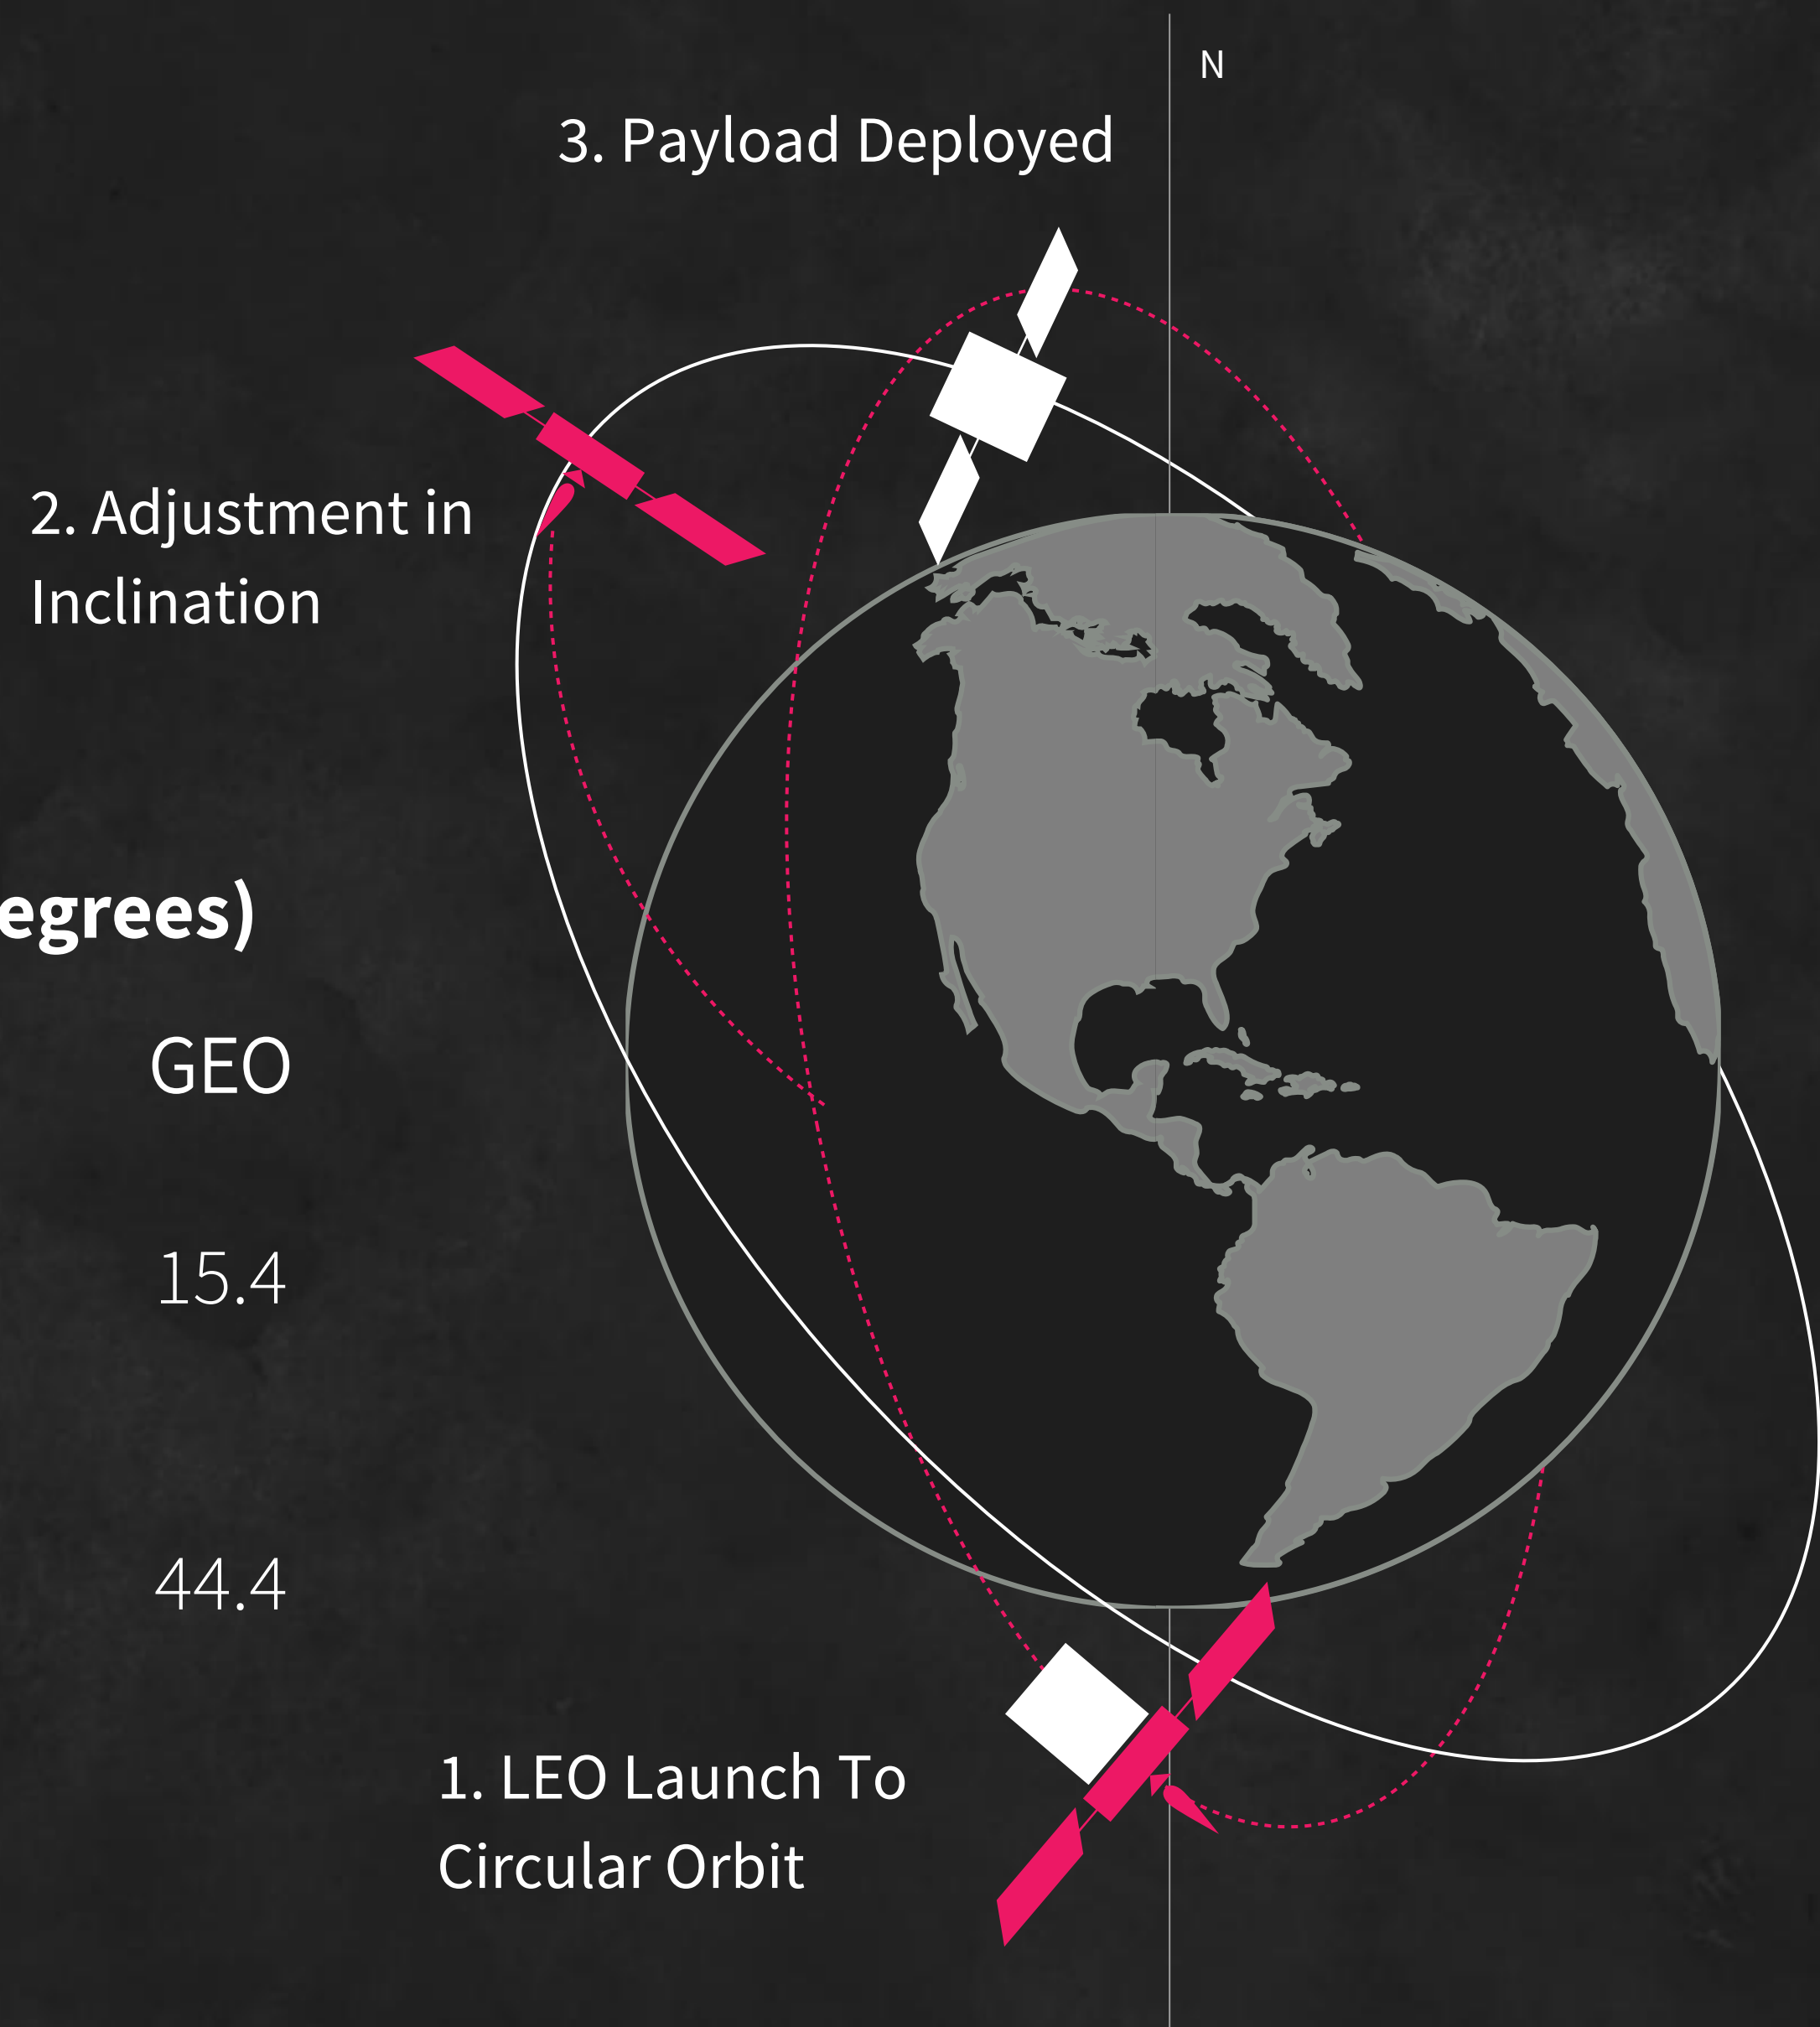 N
3. Payload Deployed
2. Adjustment in
Inclination
egrees)
GEO
15.4
44.4
1. LEO Launch To
Circular Orbit